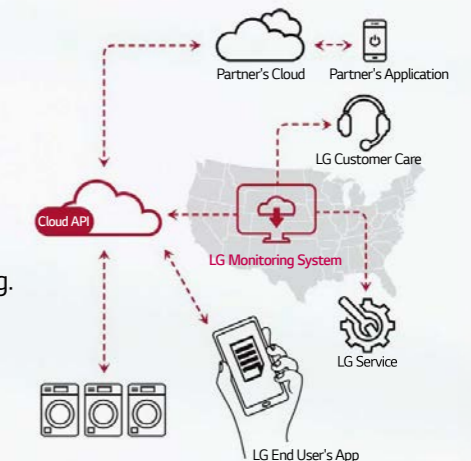 Partner's Cloud
Partner's Application
LG Customer Care
Cloud API
LG Monitoring System
g.
LG Service
LG End User's App